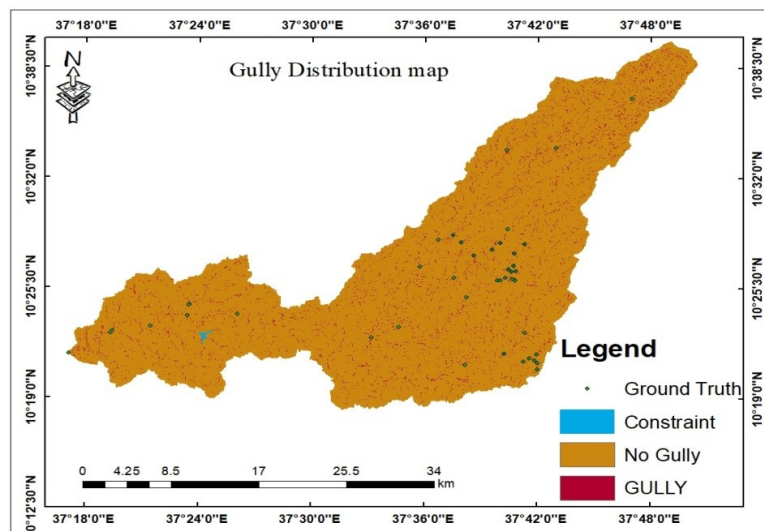 37°18'0"E 37°24'0"E 37°30'0"E 37°36'0"E 37°42'0"E 37°48'0"E
Gully Distribution map
N
10°38'30"N
10°38'30"N
10°32'0"N
10°32'0"N
10°25'30"N
10°25'30"N
10°19'0"N
10°19'0"N
0°12'30"N
10°12'30"N
Legend
Ground Truth
Constraint
No Gully
GULLY
0 4.25 8.5 17 25.5 34
km
37°18'0"E 37°24'0"E 37°30'0"E 37°36'0"E 37°42'0"E 37°48'0"E